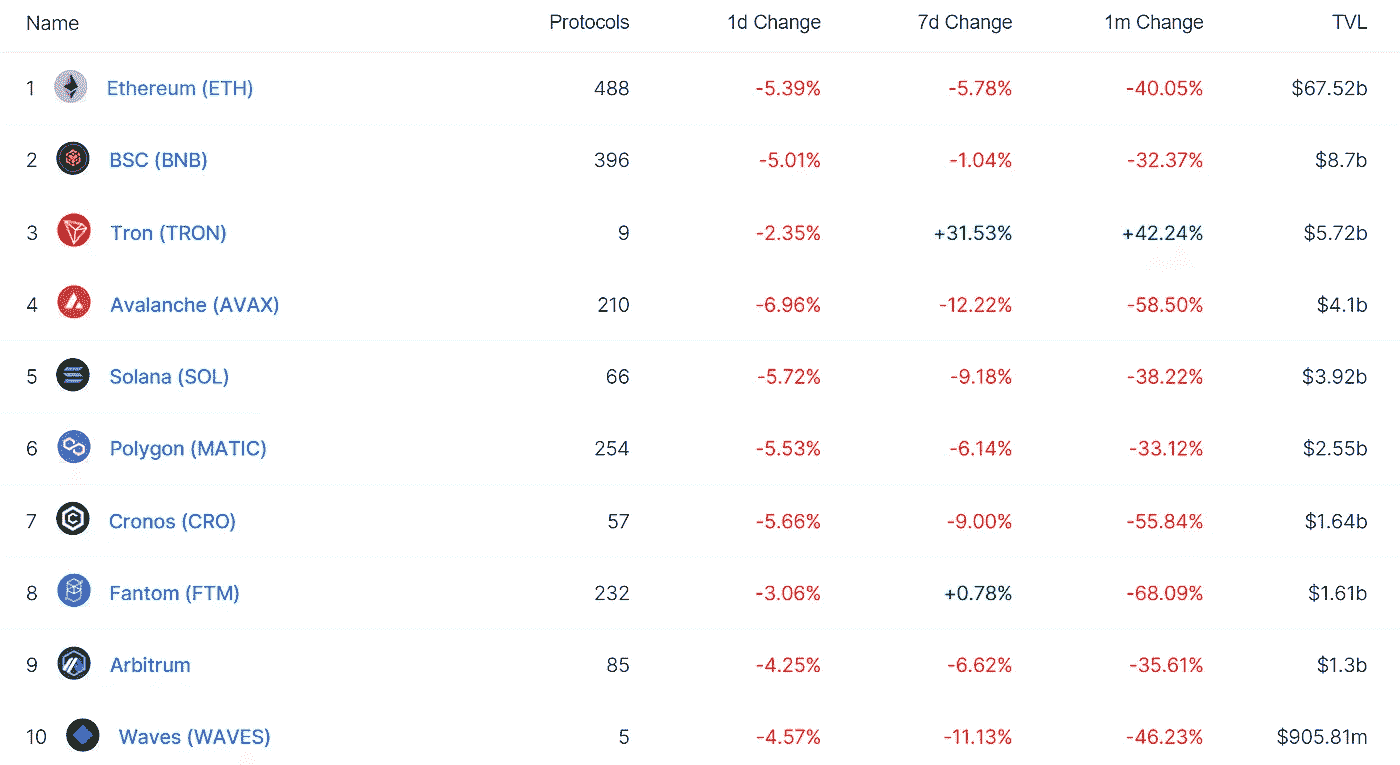 Name Protocols 1d Change 7d Change 1m Change TVL
1 Ethereum (ETH) 488 -5.39% -5.78% -40.05% $67.52b
2 BSC (BNB) 396 -5.01% -1.04% -32.37% $8.7b
3 Tron (TRON) 9 -2.35% +31.53% +42.24% $5.72b
4 Avalanche (AVAX) 210 -6.96% -12.22% -58.50% $4.1b
5 Solana (SOL) 66 -5.72% -9.18% -38.22% $3.92b
6 Polygon (MATIC) 254 -5.53% -6.14% -33.12% $2.55b
7 Cronos (CRO) 57 -5.66% -9.00% -55.84% $1.64b
8 Fantom (FTM) 232 -3.06% +0.78% -68.09% $1.61b
9 Arbitrum 85 -4.25% -6.62% -35.61% $1.3b
10 Waves (WAVES) 5 -4.57% -11.13% -46.23% $905.81m